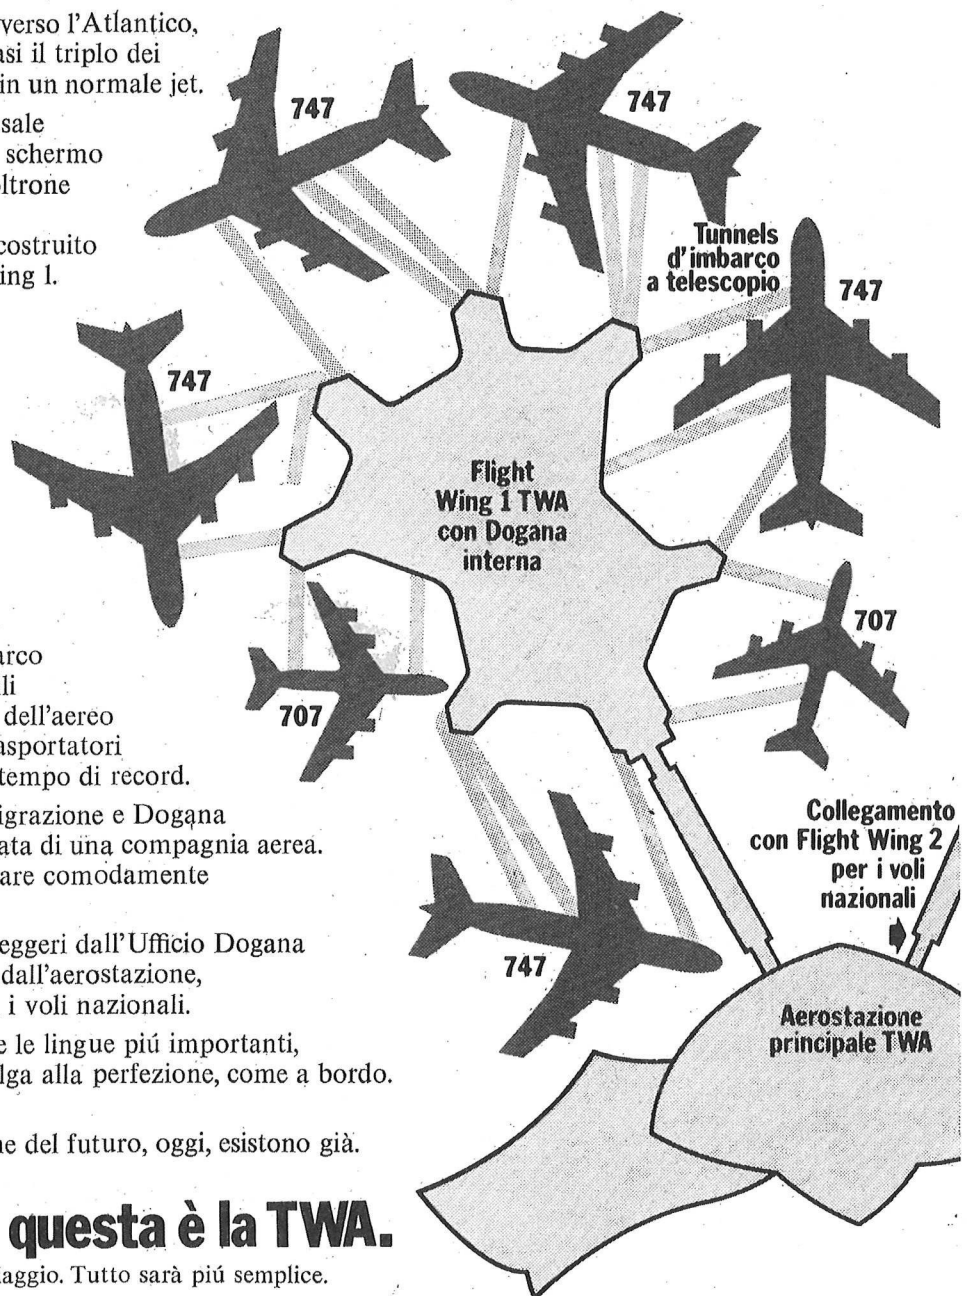 verso l'Atlantico,
asi il triplo dei
in un normale jet.
sale
schermo
oltrone
costruito
ing 1.
arco
li
dell'aereo
asportatori
tempo di record.
igrazione e Dogana
ata di una compagnia aerea.
are comodamente
eggeri dall'Ufficio Dogana
dall'aerostazione,
i voli nazionali.
e le lingue piú importanti,
lga alla perfezione, come a bordo.
ne del futuro, oggi, esistono già.
questa è la TWA.
iaggio. Tutto sarà piú semplice.
747
747
Tunnels
d'imbarco
a telescopio
747
747
Flight
Wing 1 TWA
con Dogana
interna
707
707
747
Collegamento
con Flight Wing 2
per i voli
nazionali
Aerostazione
principale TWA